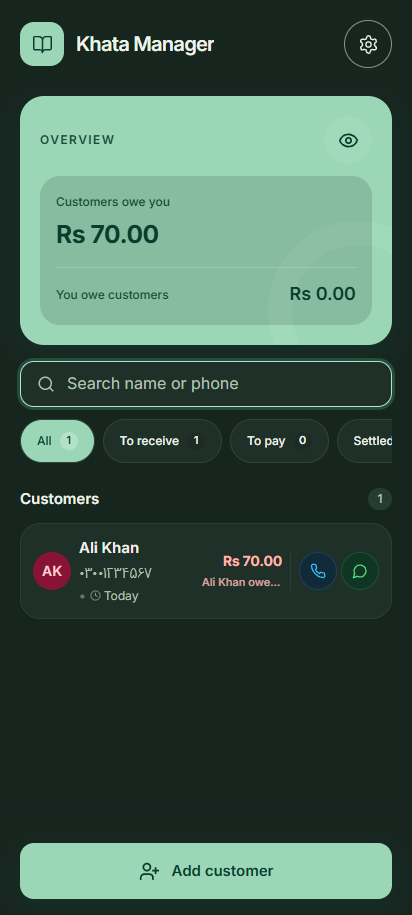 Khata Manager
OVERVIEW
Customers owe you
Rs 70.00
You owe customers
Rs 0.00
Search name or phone
All 1
To receive 1
To pay 0
Settled
Customers
1
AK
Ali Khan
۰۳۰۰۱۲۳۴۵۶۷
Today
Rs 70.00
Ali Khan owe...
Add customer